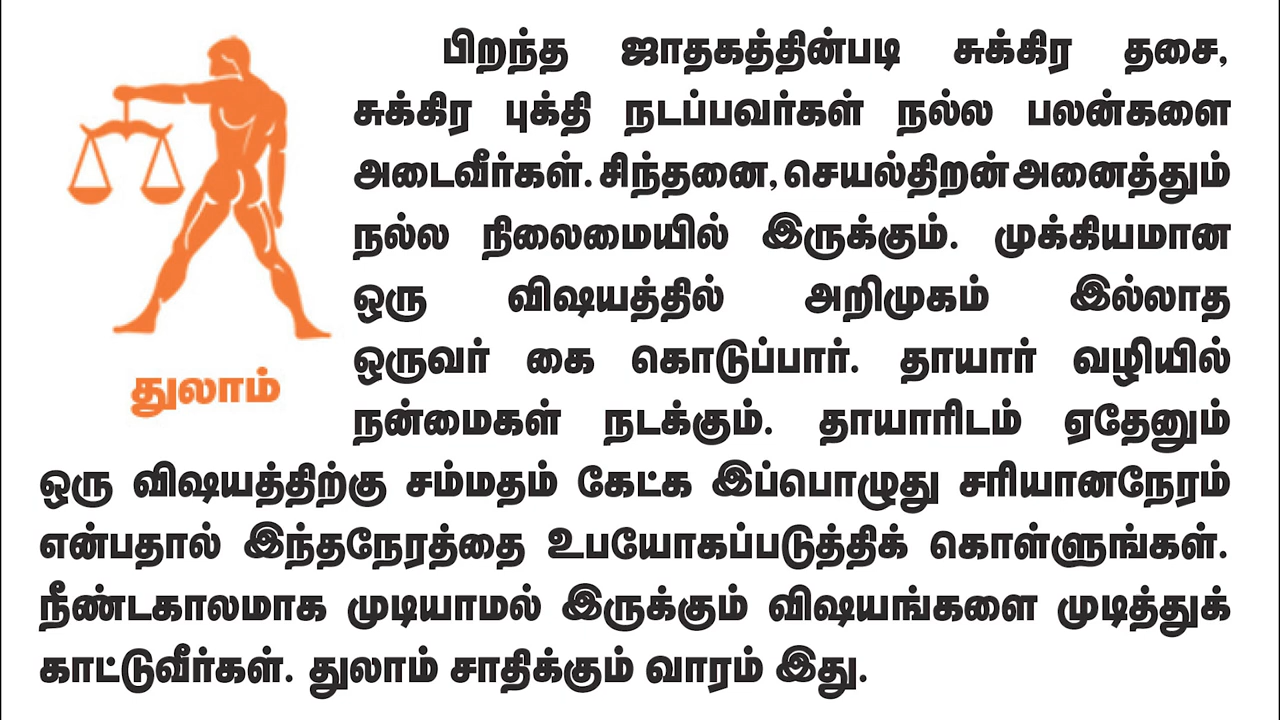 பிறந்த ஜாதகத்தின்படி சுக்கிர தசை,
சுக்கிர புக்தி நடப்பவர்கள் நல்ல பலன்களை
அடைவீர்கள். சிந்தனை, செயல்திறன் அனைத்தும்
நல்ல நிலைமையில் இருக்கும். முக்கியமான
ஒரு விஷயத்தில் அறிமுகம் இல்லாத
ஒருவர் கை கொடுப்பார். தாயார் வழியில்
துலாம்
நன்மைகள் நடக்கும். தாயாரிடம் ஏதேனும்
ஒரு விஷயத்திற்கு சம்மதம் கேட்க இப்பொழுது சரியானநேரம்
என்பதால் இந்தநேரத்தை உபயோகப்படுத்திக் கொள்ளுங்கள்.
நீண்டகாலமாக முடியாமல் இருக்கும் விஷயங்களை முடித்துக்
காட்டுவீர்கள். துலாம் சாதிக்கும் வாரம் இது.